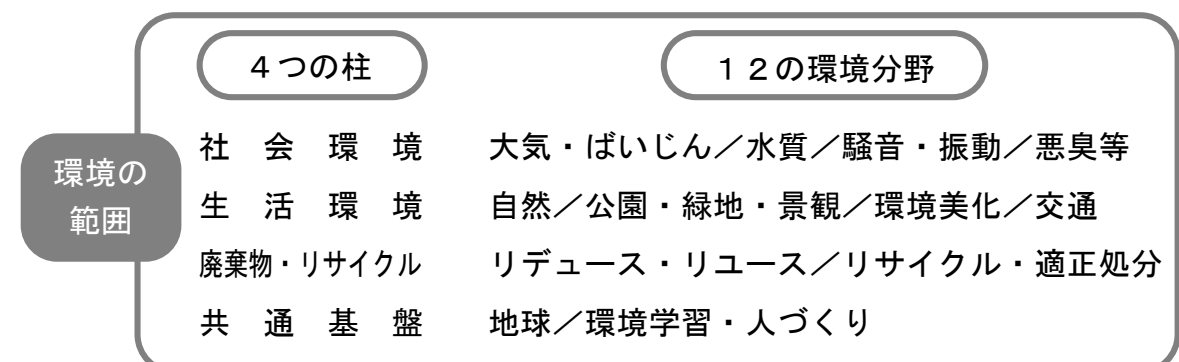 ４つの柱
１２の環境分野
環境の
範囲
社会環境 大気・ばいじん／水質／騒音・振動／悪臭等
生活環境 自然／公園・緑地・景観／環境美化／交通
廃棄物・リサイクル リデュース・リユース／リサイクル・適正処分
共通基盤 地球／環境学習・人づくり